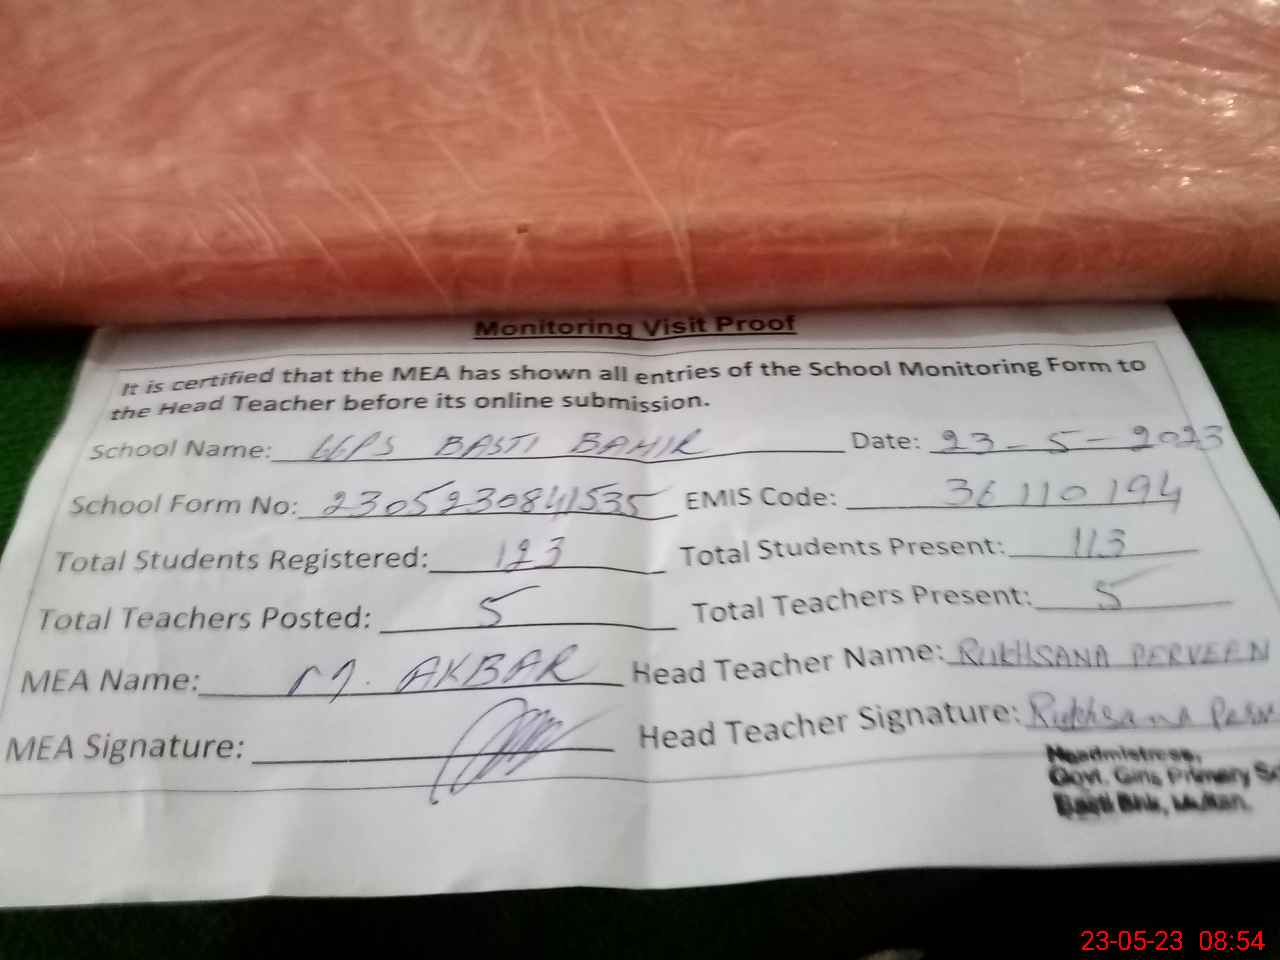 Monitoring Visit Proof
It is certified that the MEA has shown all entries of the School Monitoring Form to
the Head Teacher before its online submission.
School Name: GGPS BASTI BAHIR Date: 23-5-2023
School Form No: 2305230841535 EMIS Code: 36110194
Total Students Registered: 123 Total Students Present: 113
Total Teachers Posted: 5 Total Teachers Present: 5
MEA Name: M. AKBAR Head Teacher Name: RUKHSANA PERVEEN
MEA Signature: Head Teacher Signature: Rukhsana
Headmistress,
Govt. Girls Primary
Basti Multan.
23-05-23 08:54